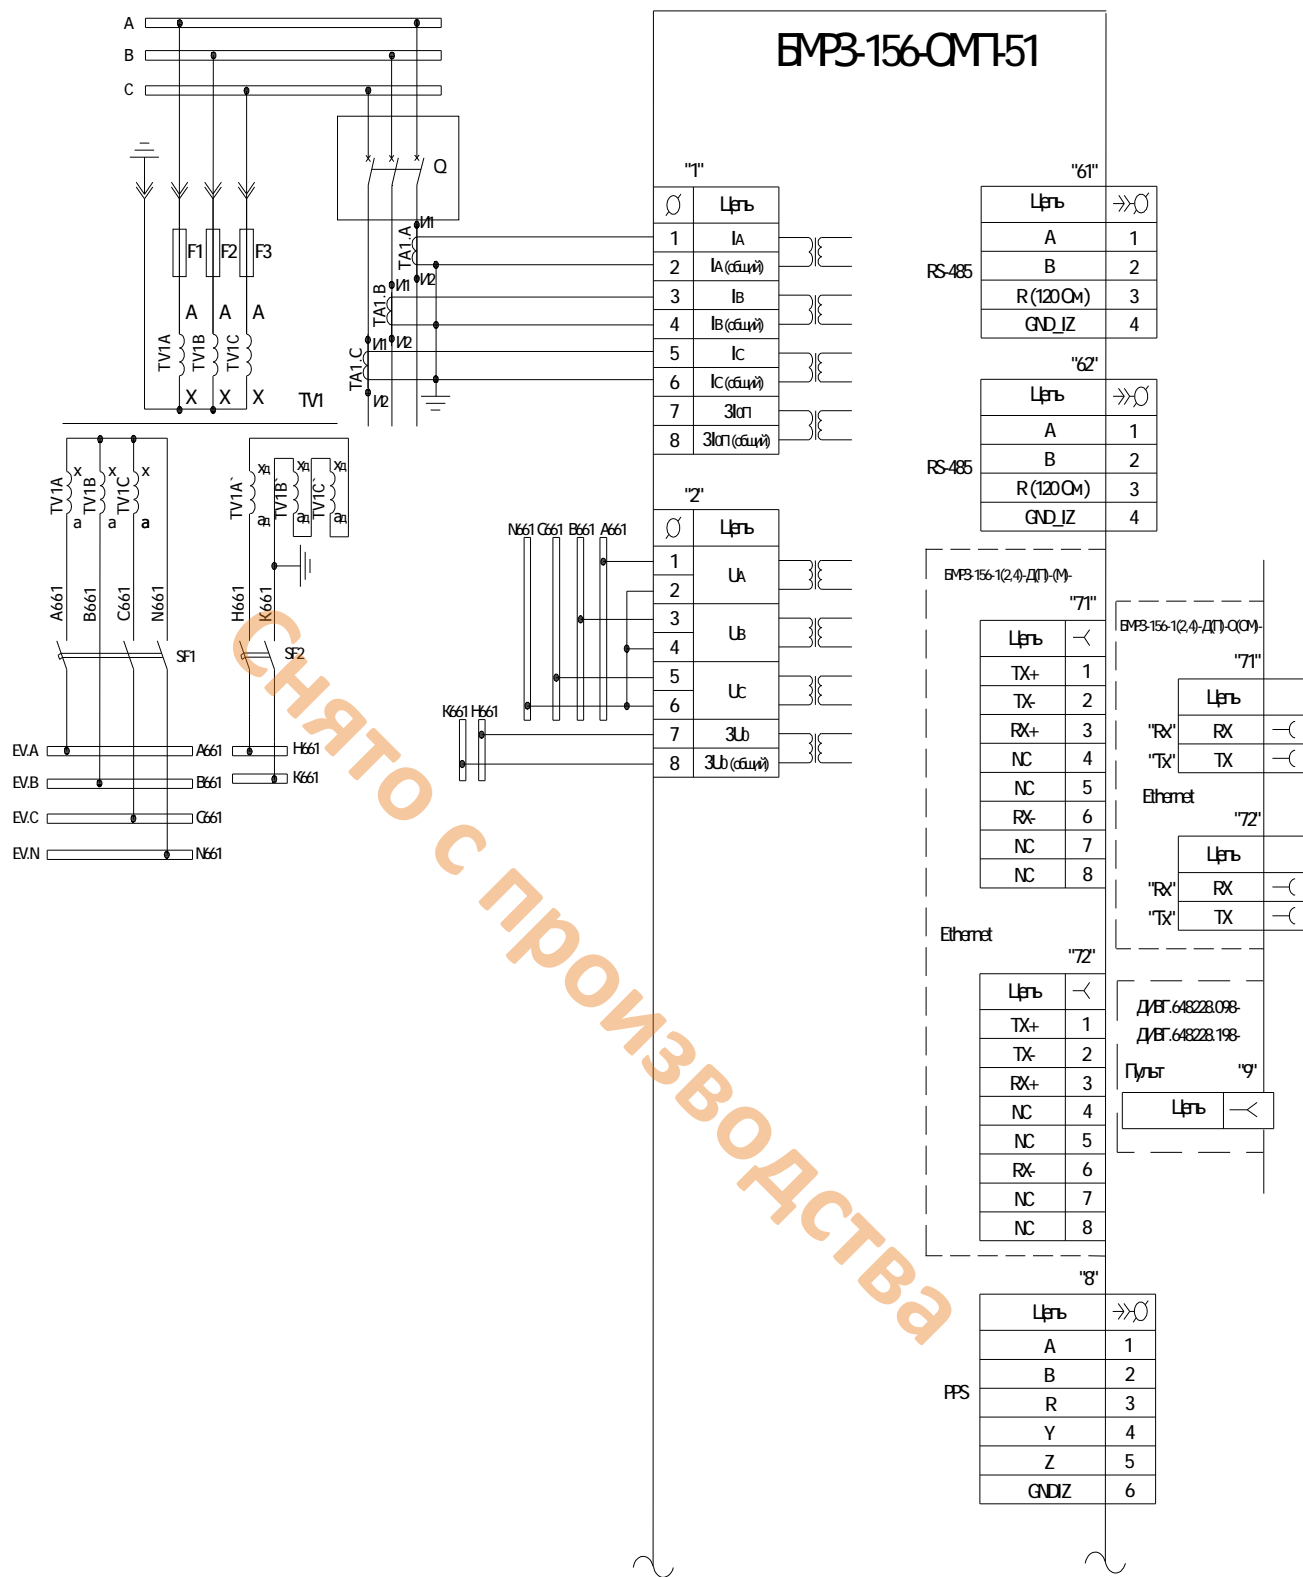 БМРЗ-156-ОМП-51
A
B
C
Q
F1
F2
F3
A
A
A
TV1A
TV1B
TV1C
X
X
X
TV1
TA1.A
И1
И2
TA1.B
И1
И2
TA1.C
И1
И2
"1"
Цепь
1 IA
2 IA (общий)
3 IB
4 IB (общий)
5 IC
6 IC (общий)
7 3I0П
8 3I0П (общий)
"2"
Цепь
1
2
UA
3
4
UB
5
6
UC
7 3U0
8 3U0 (общий)
N661 C661 B661 A661
K661 H661
TV1A
x
a
TV1B
x
a
TV1C
x
a
TV1A`
xд
aд
TV1B`
xд
aд
TV1C`
xд
aд
A661
B661
C661
N661
H661
K661
SF1
SF2
EV.A A661
EV.B B661
EV.C C661
EV.N N661
H661
K661
"61"
Цепь
RS-485
A 1
B 2
R (120 Ом) 3
GND_IZ 4
"62"
Цепь
RS-485
A 1
B 2
R (120 Ом) 3
GND_IZ 4
БМРЗ-156-1(2,4)-Д(П)-(М)-
"71"
Цепь
TX+ 1
TX- 2
RX+ 3
NC 4
NC 5
RX- 6
NC 7
NC 8
Ethernet
"72"
Цепь
TX+ 1
TX- 2
RX+ 3
NC 4
NC 5
RX- 6
NC 7
NC 8
БМРЗ-156-1(2,4)-Д(П)-О(ОМ)-
"71"
Цепь
"Rx" RX
"Tx" TX
Ethernet
"72"
Цепь
"Rx" RX
"Tx" TX
ДИВГ.648228.098-
ДИВГ.648228.198-
Пульт "9"
Цепь
"8"
Цепь
PPS
A 1
B 2
R 3
Y 4
Z 5
GNDIZ 6
Снято с производства